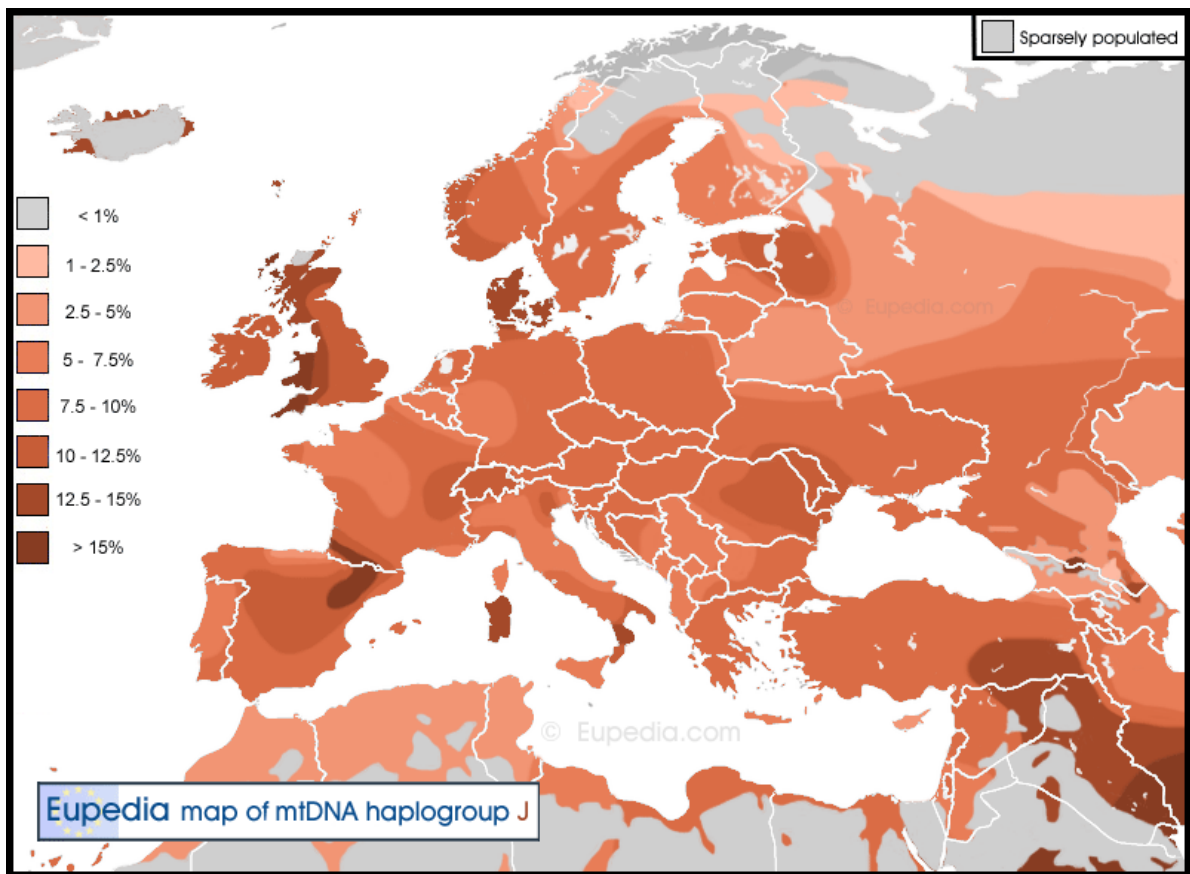 Sparsely populated
< 1%
1 - 2.5%
2.5 - 5%
5 - 7.5%
7.5 - 10%
10 - 12.5%
12.5 - 15%
> 15%
© Eupedia.com
© Eupedia.com
Eupedia map of mtDNA haplogroup J